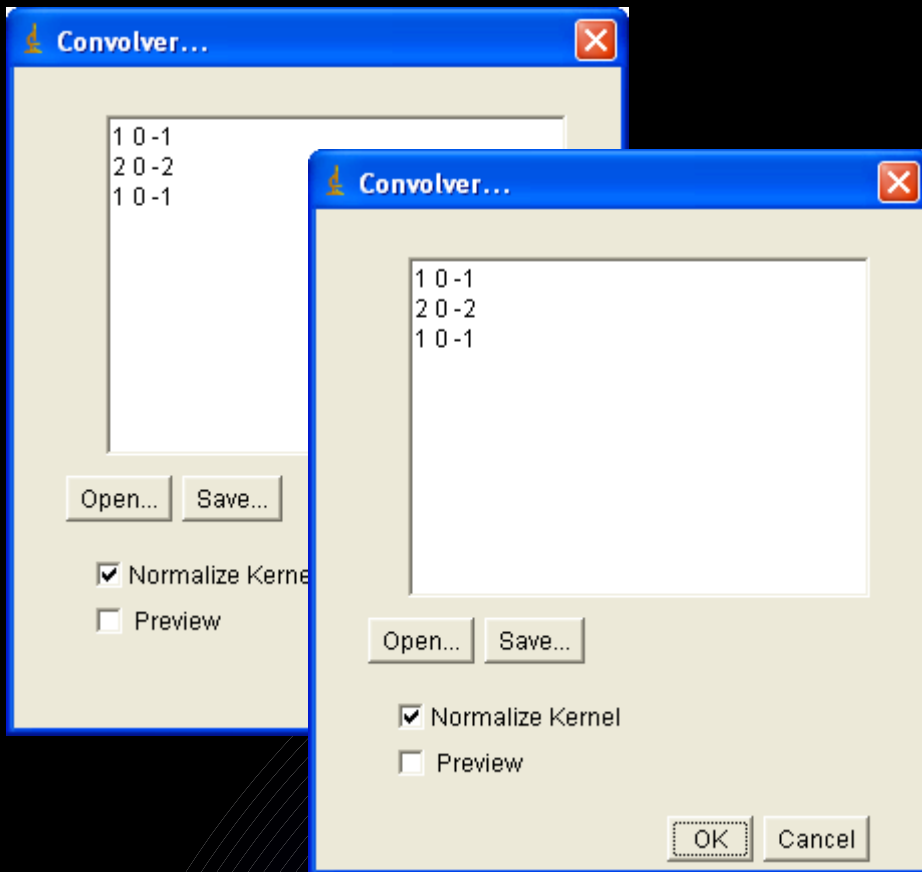 Convolver...
1 0 -1
2 0 -2
1 0 -1
Open... Save...
Normalize Kerne
Preview
Convolver...
1 0 -1
2 0 -2
1 0 -1
Open... Save...
Normalize Kernel
Preview
OK Cancel